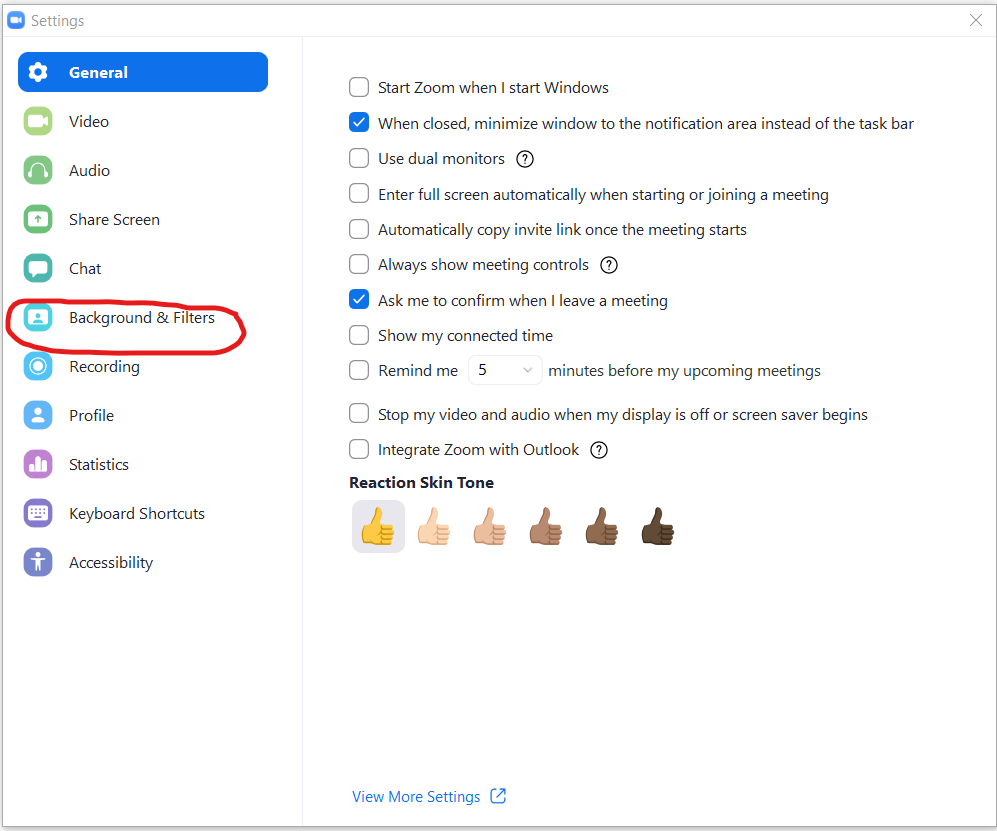 Settings
General
Video
Audio
Share Screen
Chat
Background & Filters
Recording
Profile
Statistics
Keyboard Shortcuts
Accessibility
Start Zoom when I start Windows
When closed, minimize window to the notification area instead of the task bar
Use dual monitors ?
Enter full screen automatically when starting or joining a meeting
Automatically copy invite link once the meeting starts
Always show meeting controls ?
Ask me to confirm when I leave a meeting
Show my connected time
Remind me 5 minutes before my upcoming meetings
Stop my video and audio when my display is off or screen saver begins
Integrate Zoom with Outlook ?
Reaction Skin Tone
View More Settings